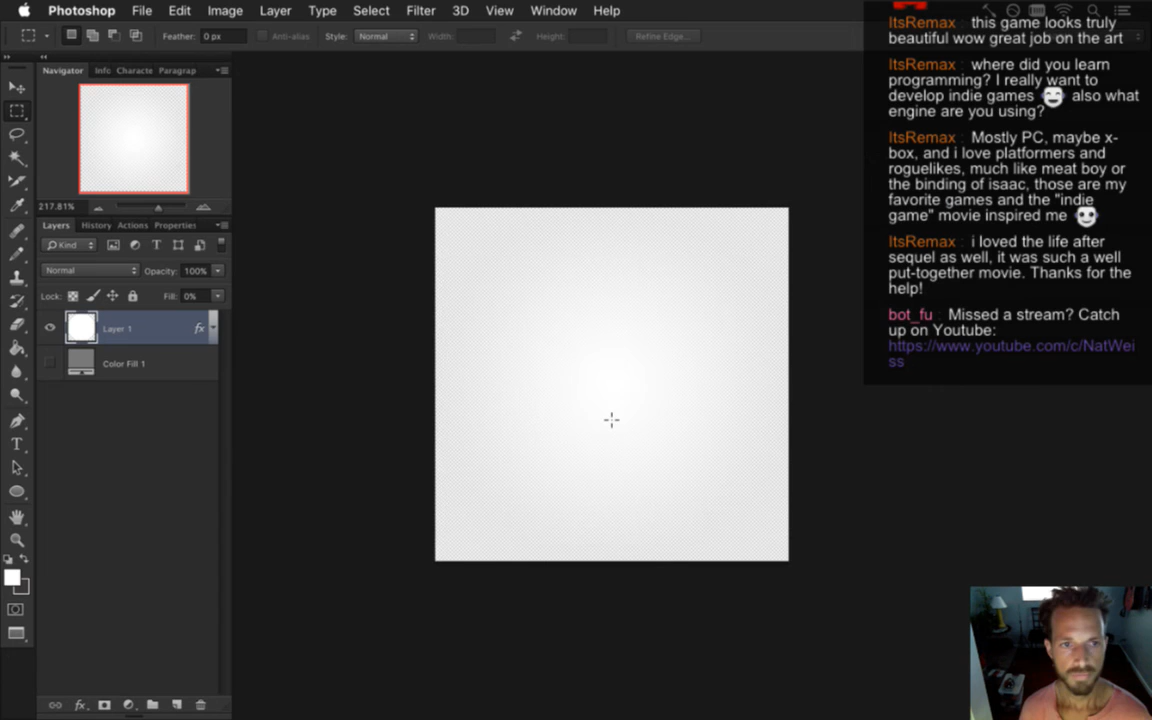 Photoshop File Edit Image Layer Type Select Filter 3D View Window Help
Feather: 0 px Anti-alias Style: Normal Width: Height: Refine Edge...
Navigator Info Characte Paragrap
217.81%
Layers History Actions Properties
Kind
Normal Opacity: 100%
Lock: Fill: 0%
Layer 1 fx
Color Fill 1
fx
ItsRemax : this game looks truly
beautiful wow great job on the art
ItsRemax : where did you learn
programming? I really want to
develop indie games also what
engine are you using?
ItsRemax : Mostly PC, maybe x-
box, and i love platformers and
roguelikes, much like meat boy or
the binding of isaac, those are my
favorite games and the "indie
game" movie inspired me
ItsRemax : i loved the life after
sequel as well, it was such a well
put-together movie. Thanks for the
help!
bot_fu : Missed a stream? Catch
up on Youtube:
https://www.youtube.com/c/NatWei
ss